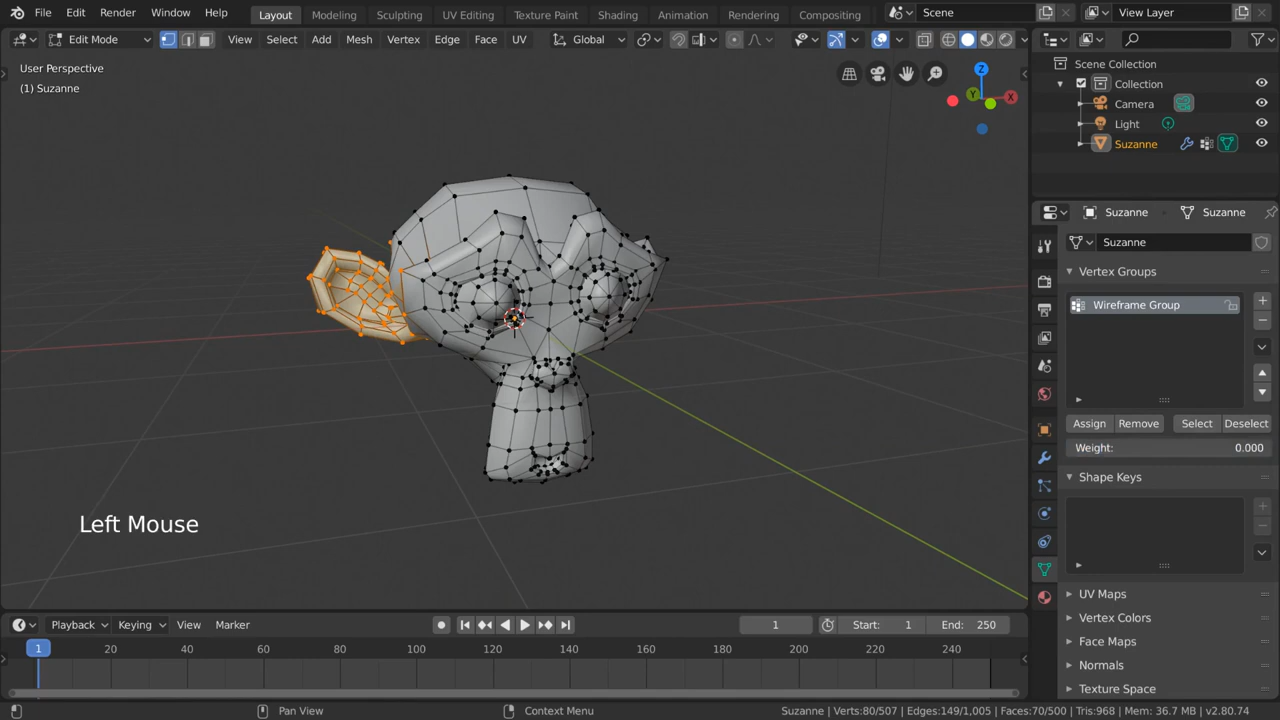 File Edit Render Window Help Layout Modeling Sculpting UV Editing Texture Paint Shading Animation Rendering Compositing Scene View Layer
Edit Mode View Select Add Mesh Vertex Edge Face UV Global
User Perspective
(1) Suzanne
Z
Y
X
Left Mouse
Scene Collection
Collection
Camera
Light
Suzanne
Suzanne Suzanne
Suzanne
Vertex Groups
Wireframe Group
Assign Remove Select Deselect
Weight: 0.000
Shape Keys
UV Maps
Vertex Colors
Face Maps
Normals
Texture Space
Playback Keying View Marker 1 Start: 1 End: 250
1 20 40 60 80 100 120 140 160 180 200 220 240
Pan View Context Menu Suzanne | Verts:80/507 | Edges:149/1,005 | Faces:70/500 | Tris:968 | Mem: 36.7 MB | v2.80.74